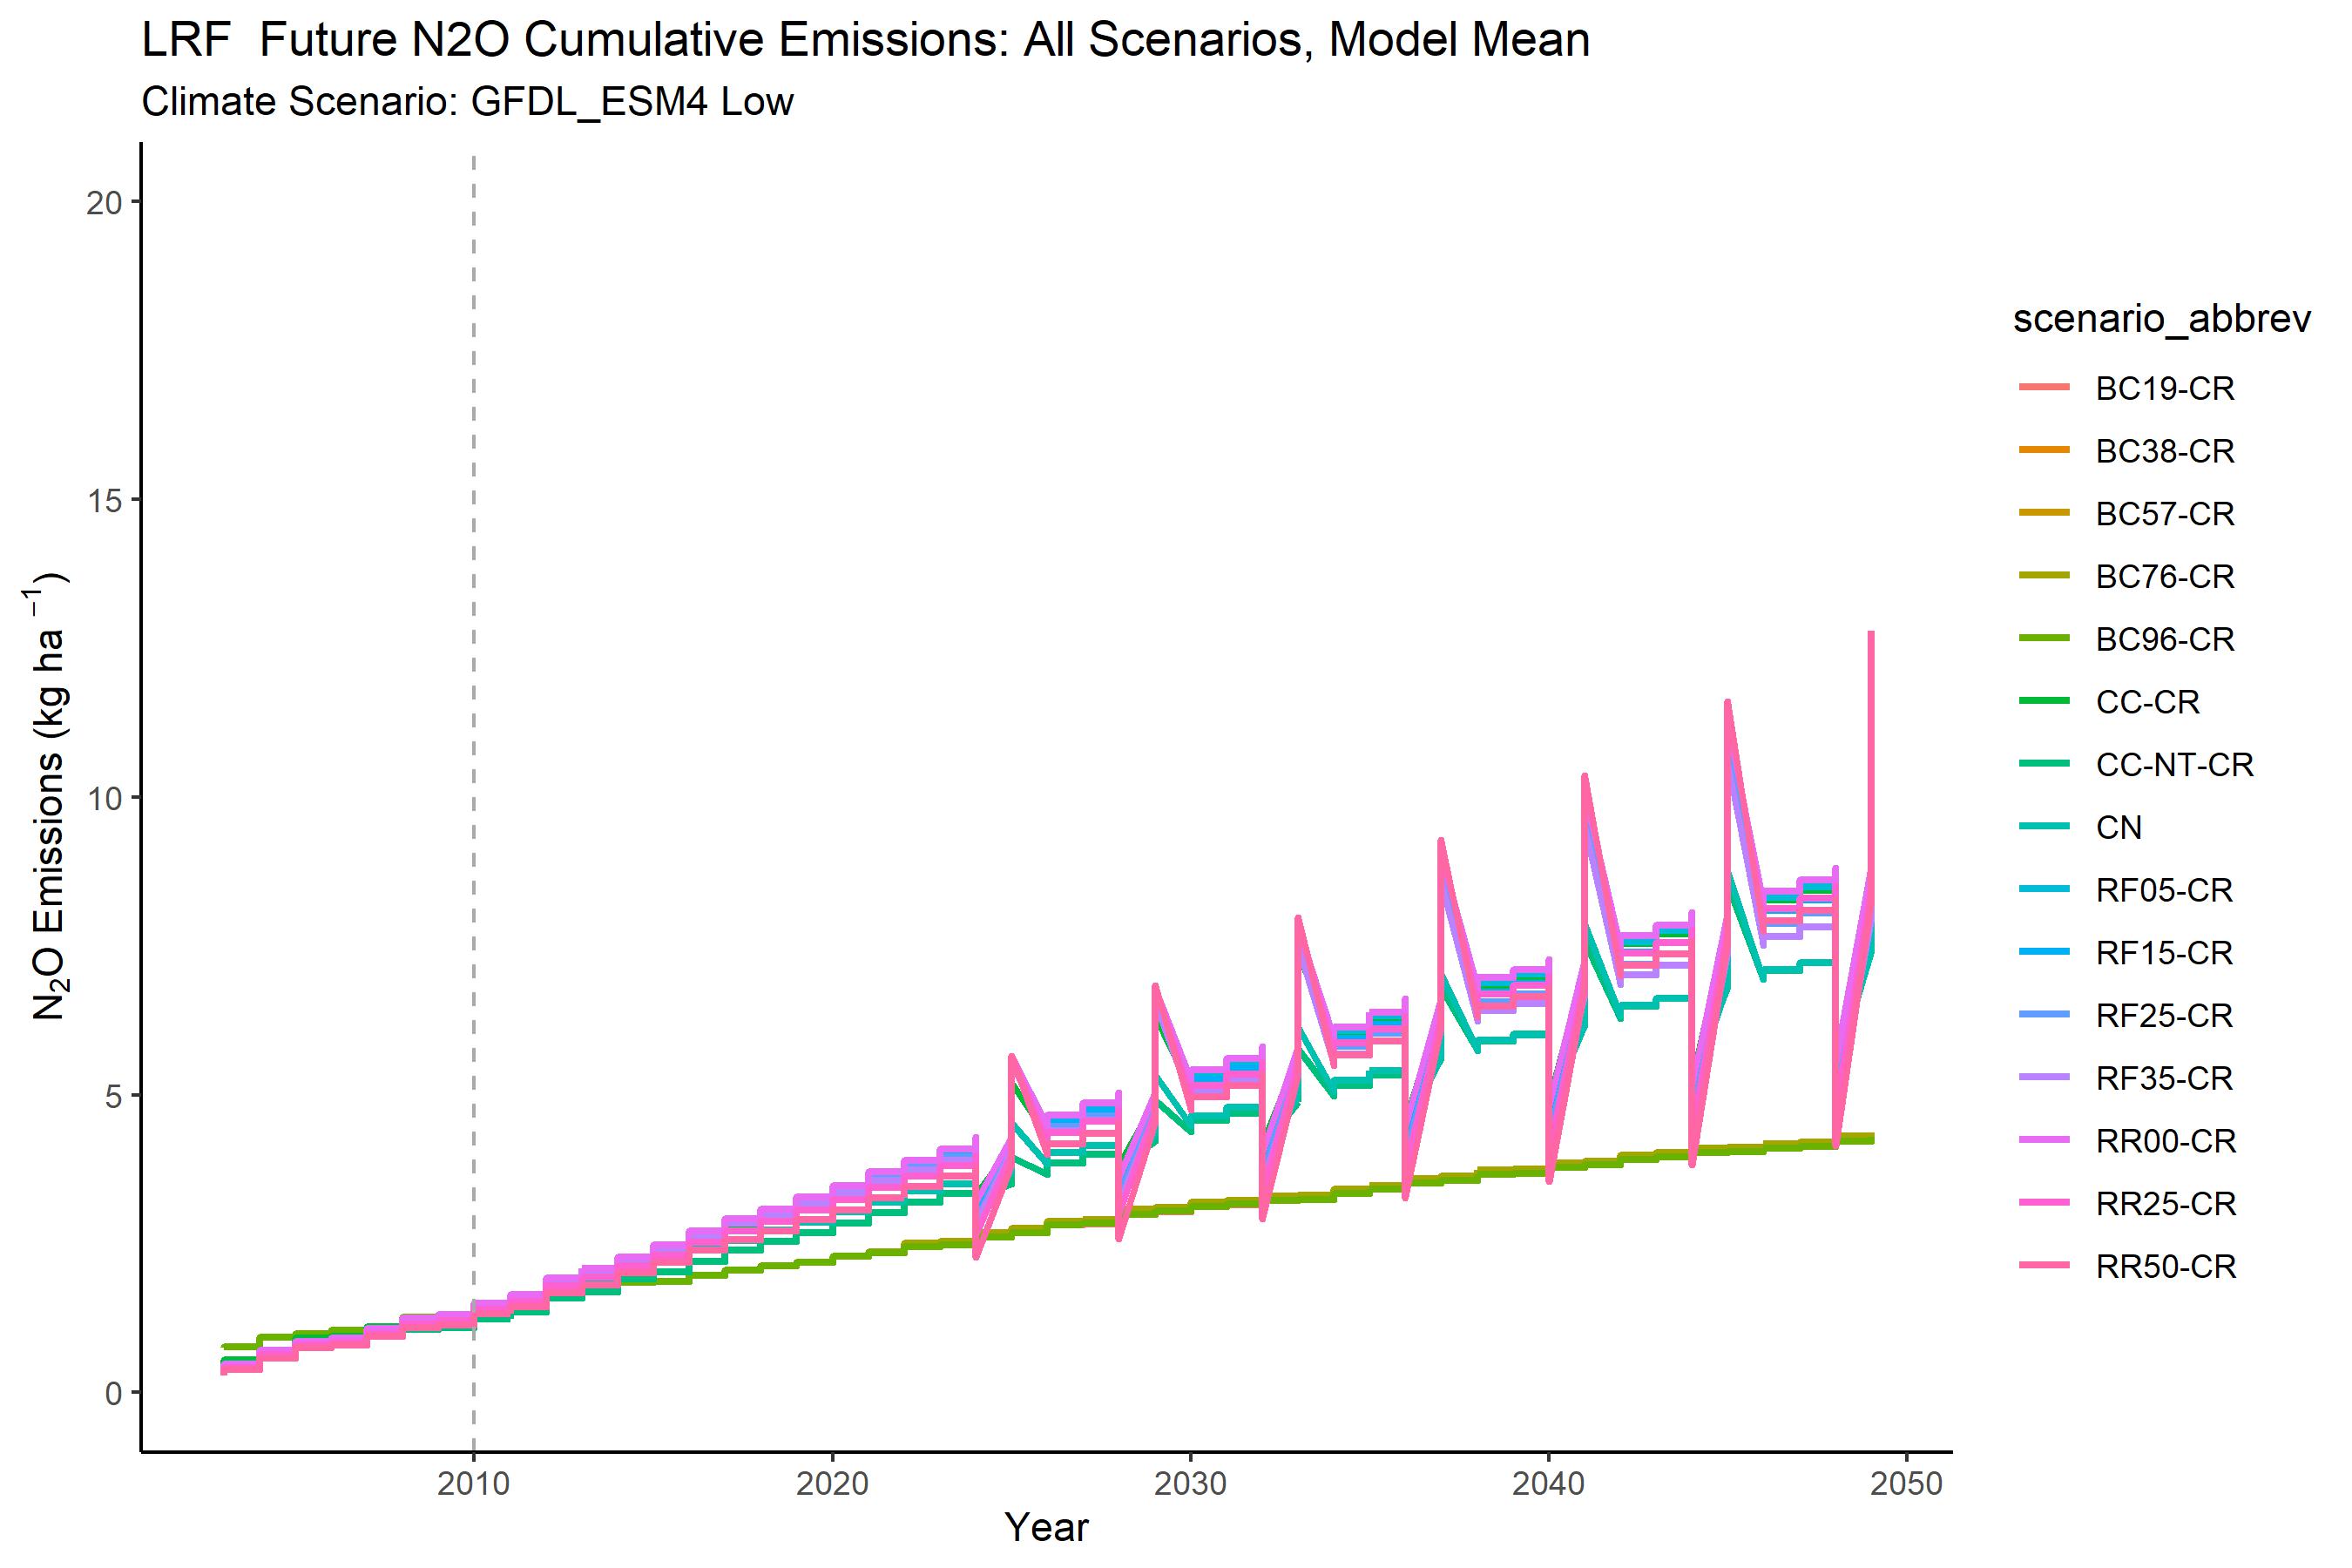 LRF  Future N2O Cumulative Emissions: All Scenarios, Model Mean
Climate Scenario: GFDL_ESM4 Low
N₂O Emissions (kg ha ⁻¹)
20
15
10
5
0
2010
2020
2030
2040
2050
Year
scenario_abbrev
BC19-CR
BC38-CR
BC57-CR
BC76-CR
BC96-CR
CC-CR
CC-NT-CR
CN
RF05-CR
RF15-CR
RF25-CR
RF35-CR
RR00-CR
RR25-CR
RR50-CR